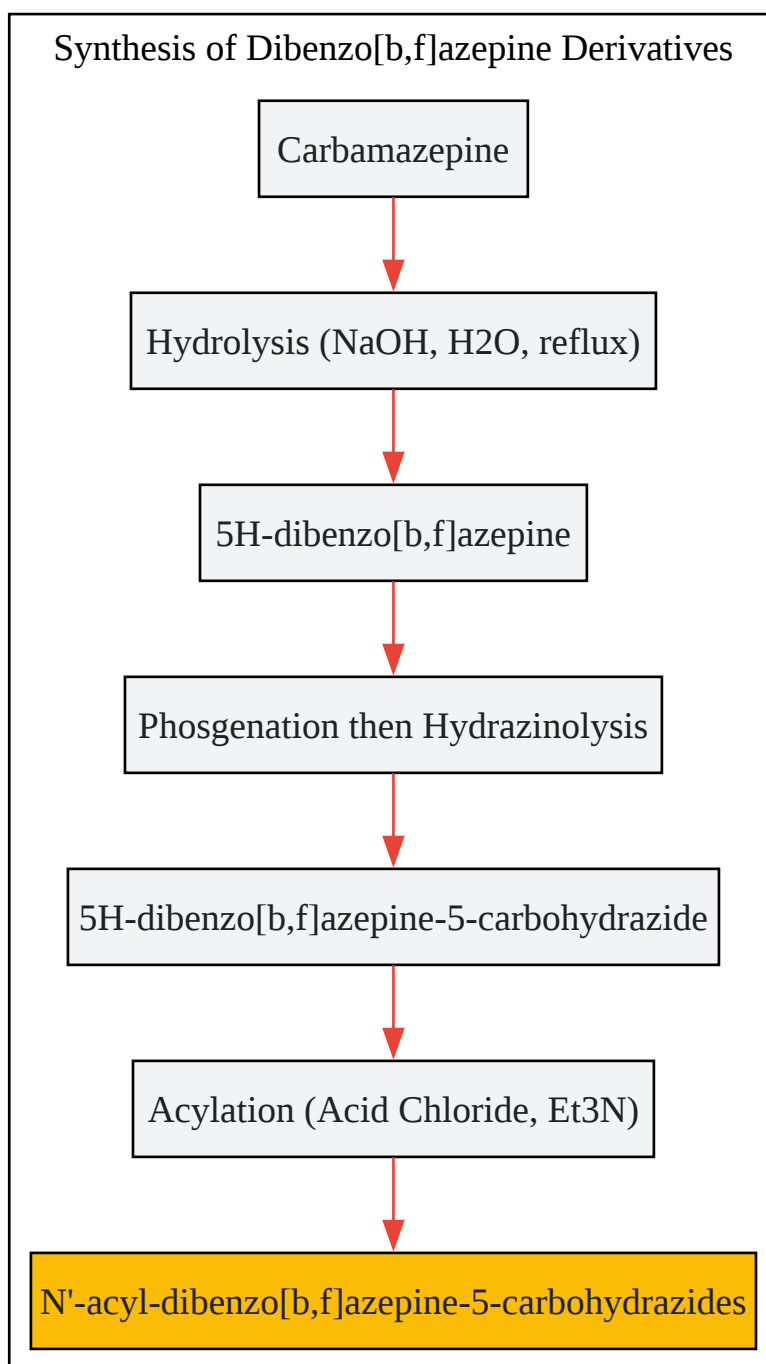 Synthesis of Dibenzo[b,f]azepine Derivatives
Carbamazepine
Hydrolysis (NaOH, H2O, reflux)
5H-dibenzo[b,f]azepine
Phosgenation then Hydrazinolysis
5H-dibenzo[b,f]azepine-5-carbohydrazide
Acylation (Acid Chloride, Et3N)
N'-acyl-dibenzo[b,f]azepine-5-carbohydrazides